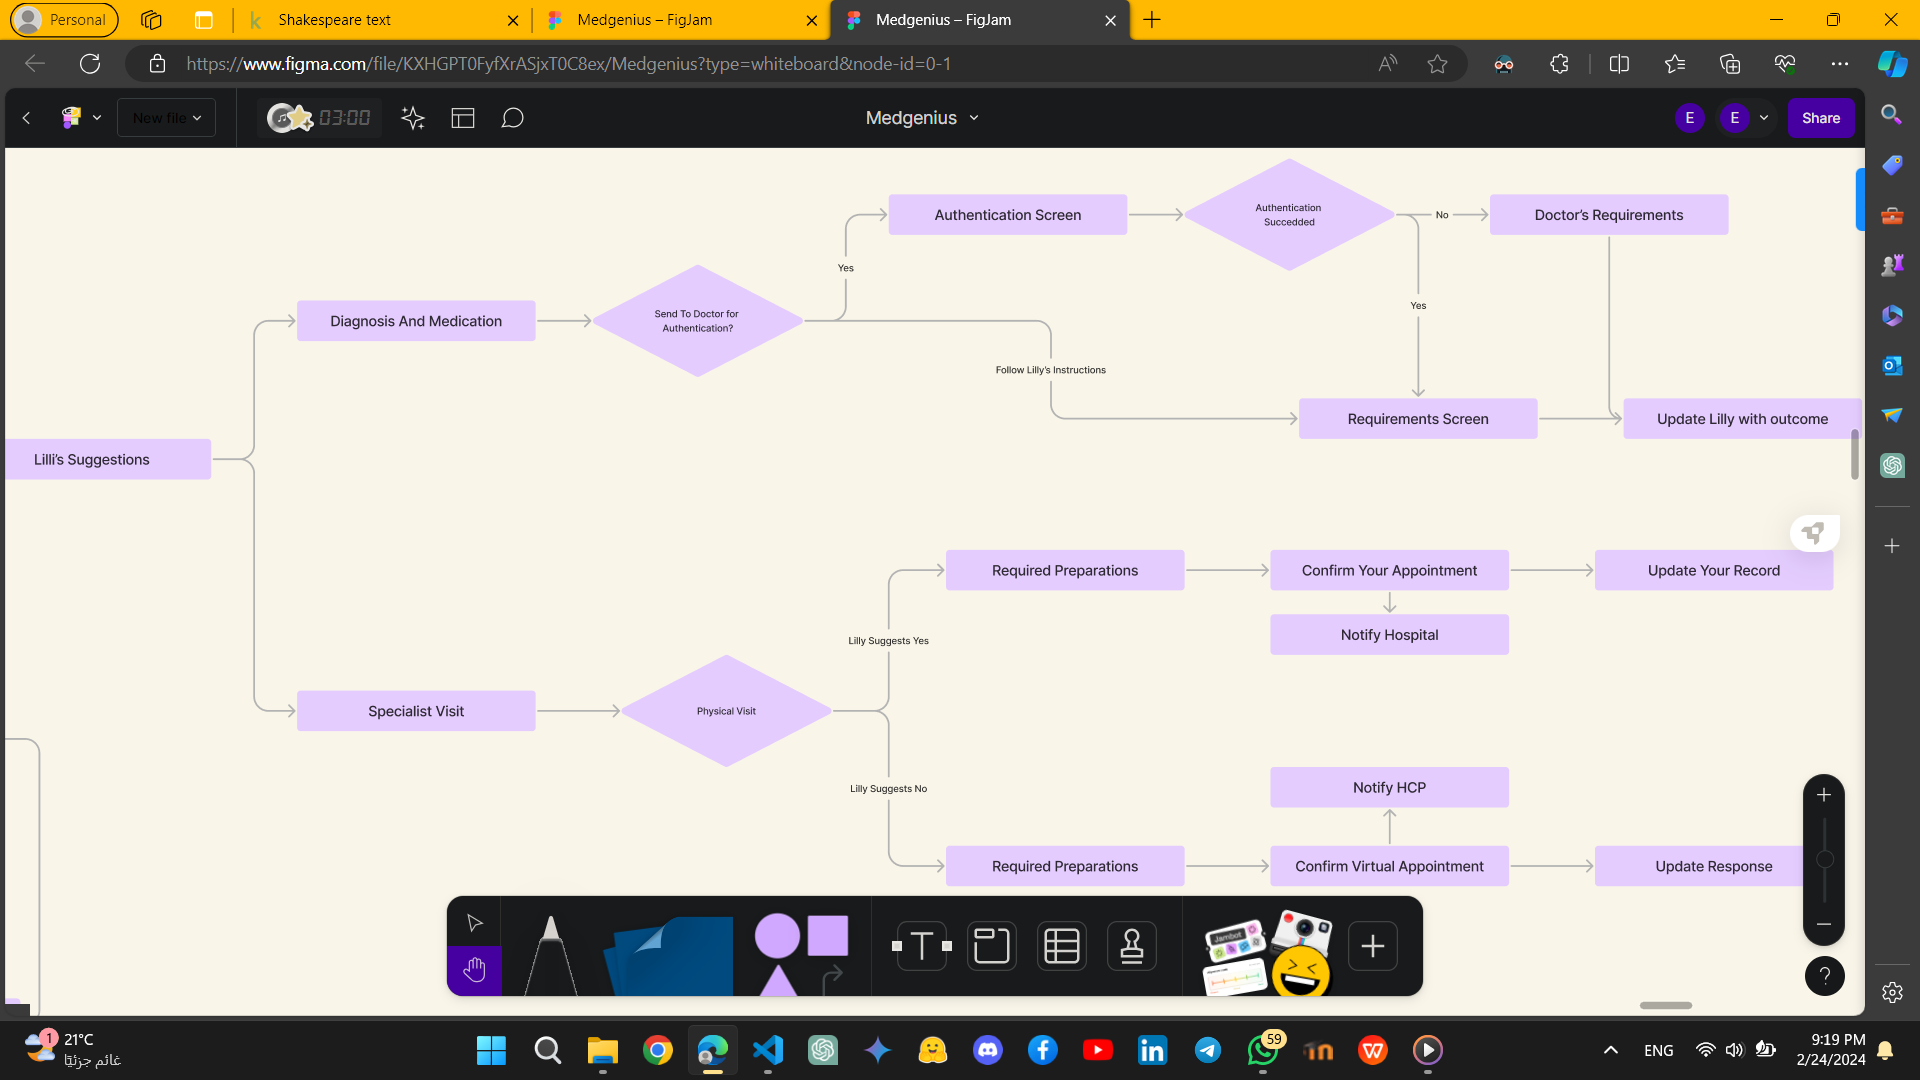 Personal
Shakespeare text
Medgenius – FigJam
Medgenius – FigJam
https://www.figma.com/file/KXHGPT0FyfXrASjxT0C8ex/Medgenius?type=whiteboard&node-id=0-1
New file
03:00
Medgenius
E
E
Share
Authentication Screen
Authentication
Succedded
No
Doctor's Requirements
Yes
Diagnosis And Medication
Send To Doctor for
Authentication?
Yes
Follow Lilly's Instructions
Requirements Screen
Update Lilly with outcome
Lilli's Suggestions
Required Preparations
Confirm Your Appointment
Update Your Record
Notify Hospital
Lilly Suggests Yes
Specialist Visit
Physical Visit
Lilly Suggests No
Notify HCP
Required Preparations
Confirm Virtual Appointment
Update Response
T
Jambot
?
1
21°C
غائم جزئيًا
59
ENG
9:19 PM
2/24/2024